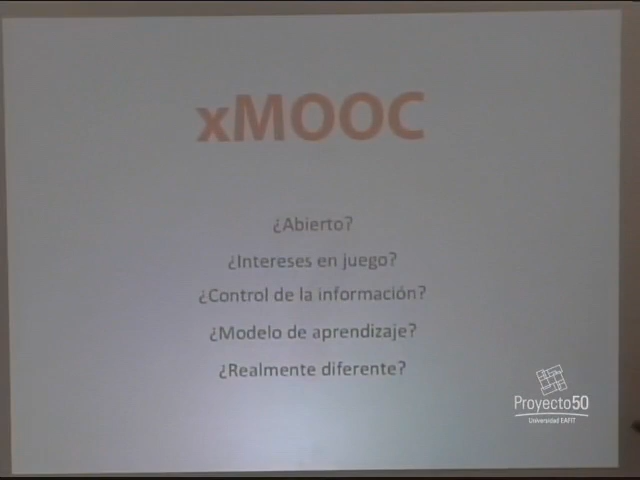 xMOOC
¿Abierto?
¿Intereses en juego?
¿Control de la información?
¿Modelo de aprendizaje?
¿Realmente diferente?
Proyecto50
Universidad EAFIT